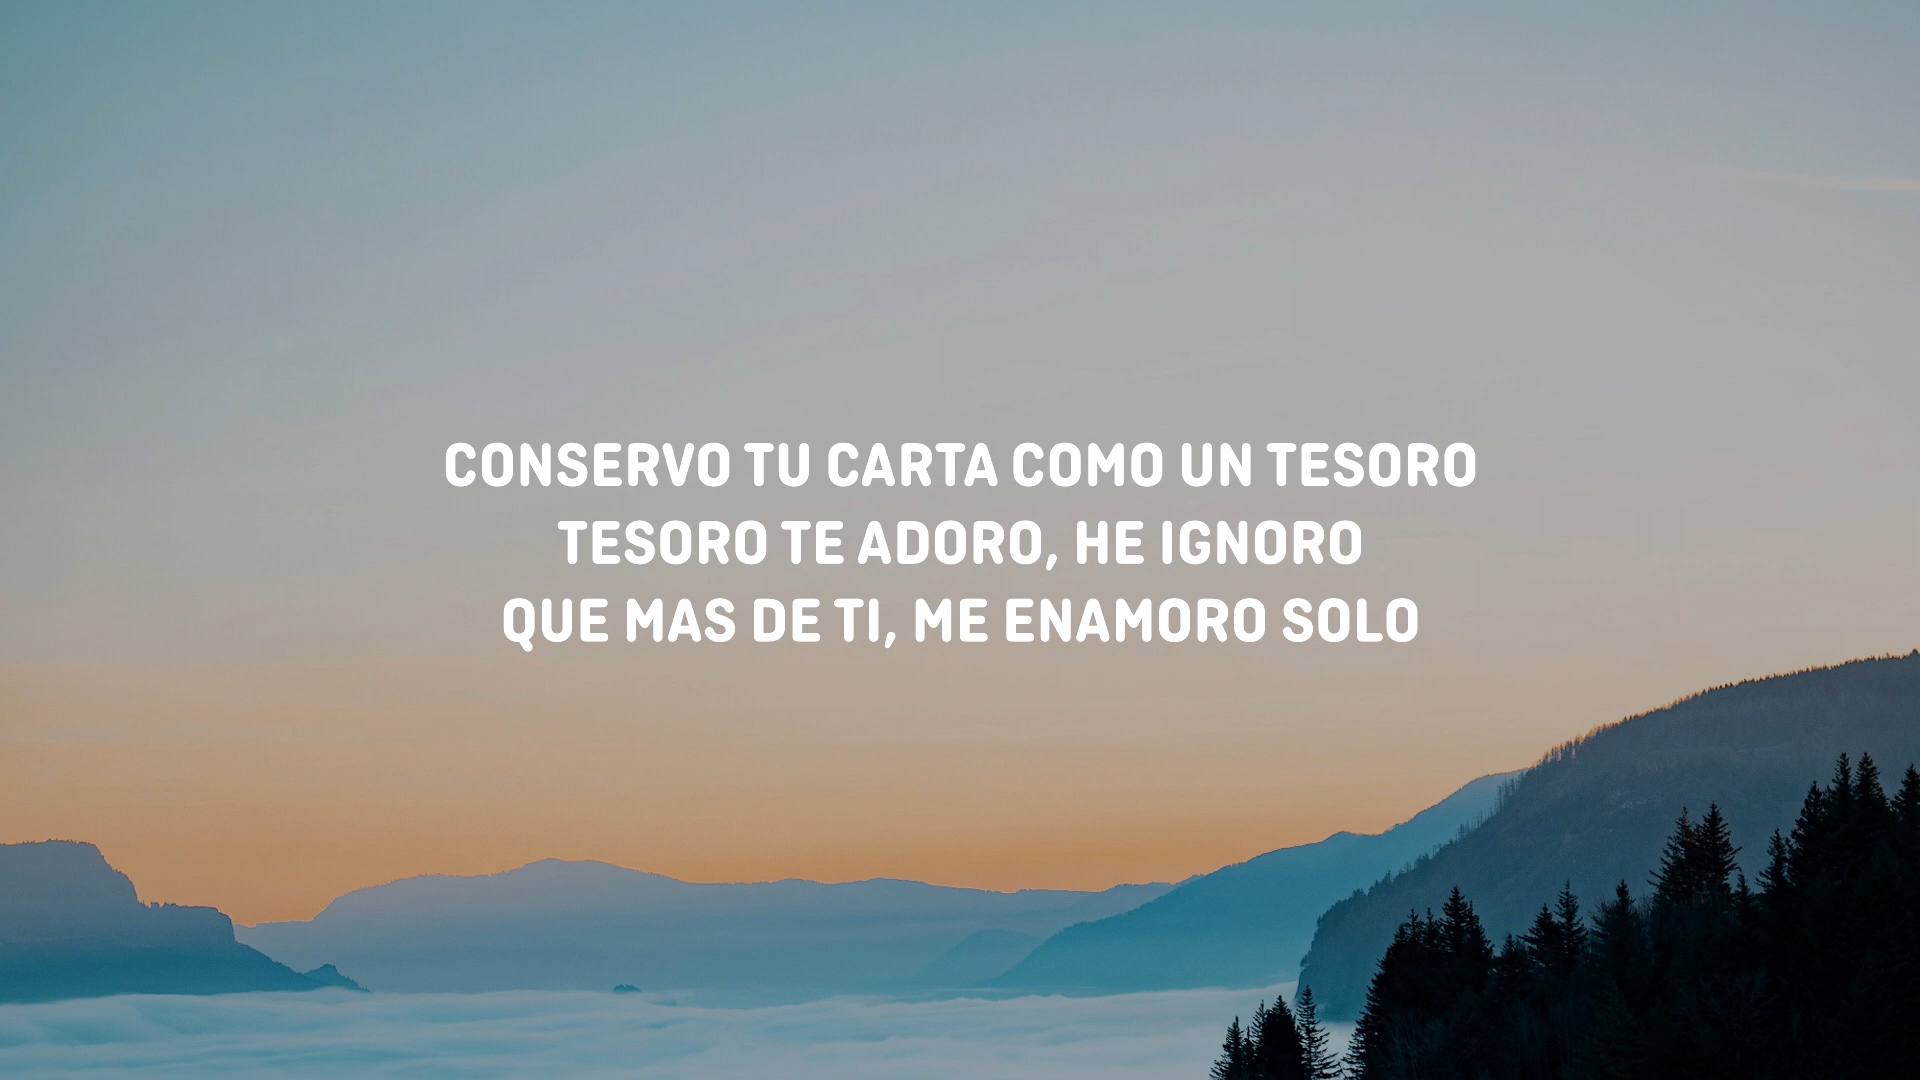 CONSERVO TU CARTA COMO UN TESORO
TESORO TE ADORO, HE IGNORO
QUE MAS DE TI, ME ENAMORO SOLO